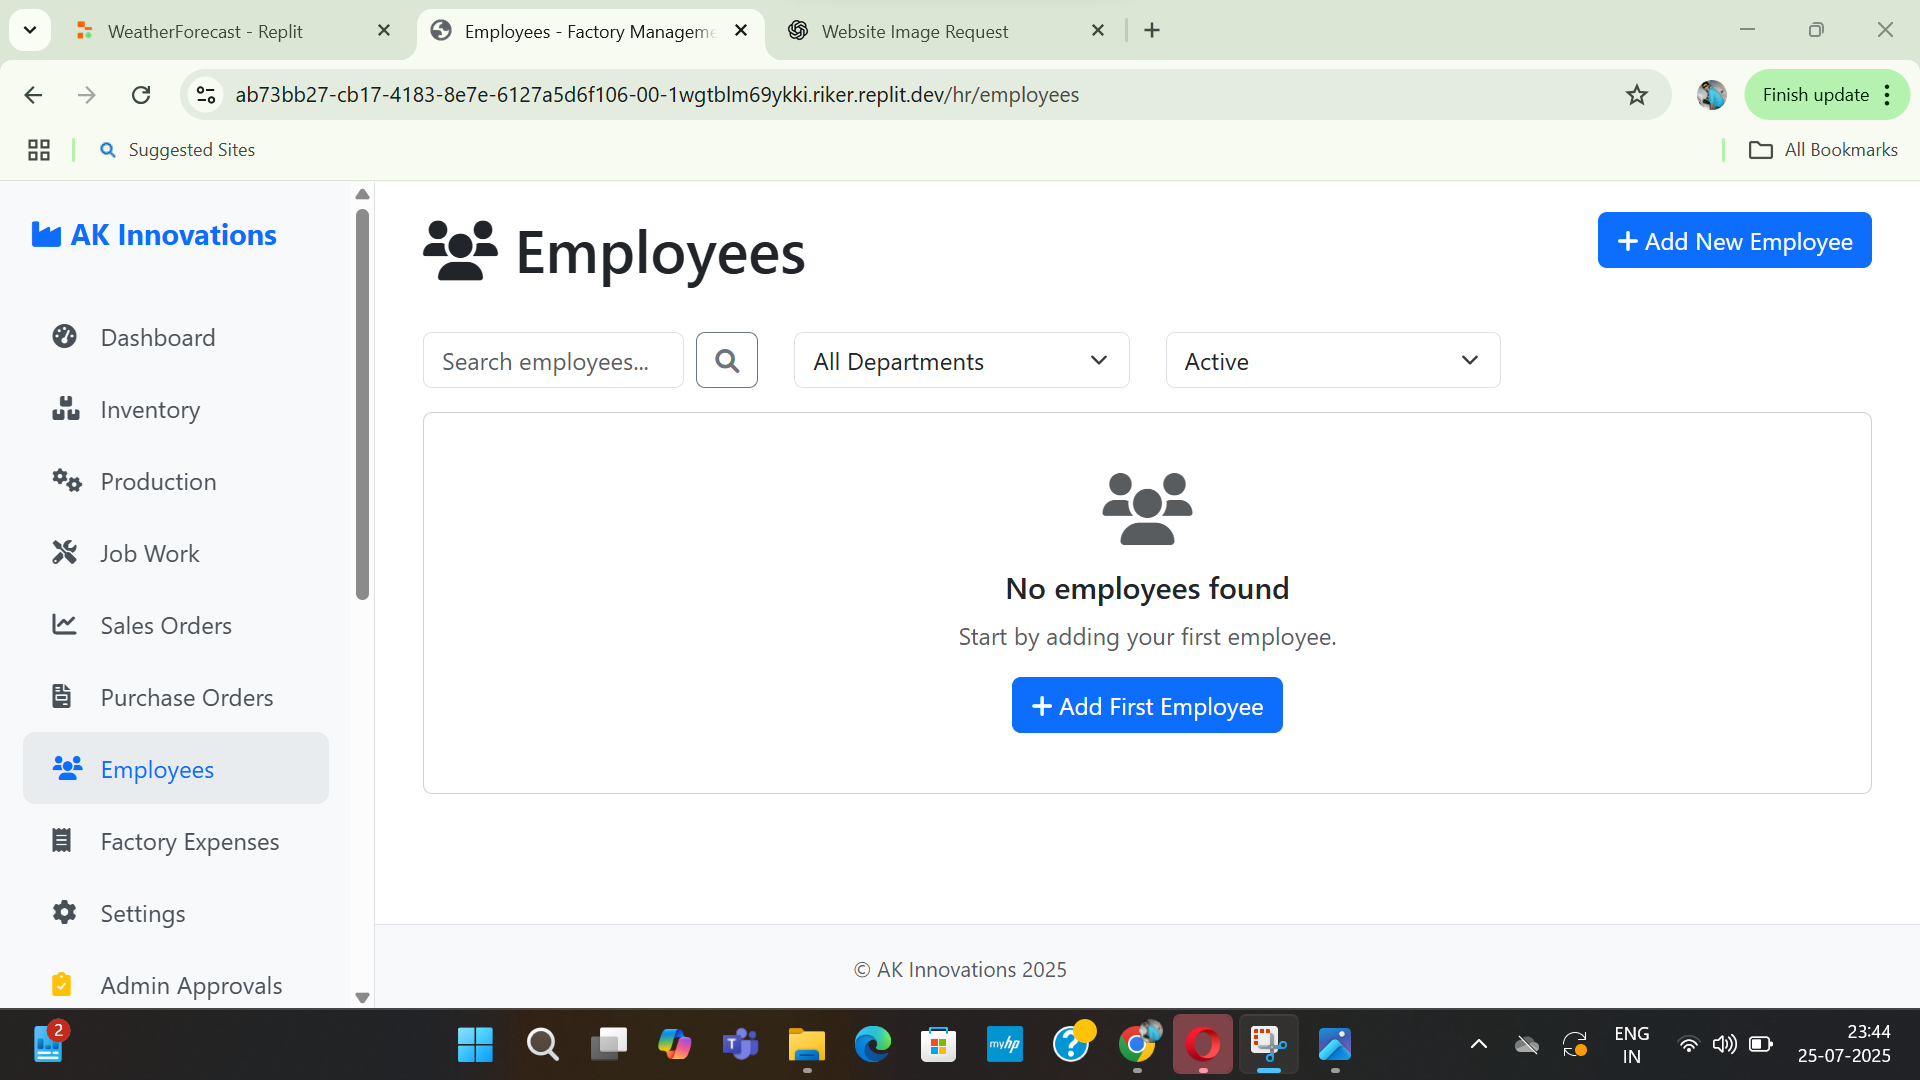 WeatherForecast - Replit
Employees - Factory Manageme
Website Image Request
ab73bb27-cb17-4183-8e7e-6127a5d6f106-00-1wgtblm69ykki.riker.replit.dev/hr/employees
Finish update
Suggested Sites
All Bookmarks
AK Innovations
Dashboard
Inventory
Production
Job Work
Sales Orders
Purchase Orders
Employees
Factory Expenses
Settings
Admin Approvals
Employees
Add New Employee
Search employees...
All Departments
Active
No employees found
Start by adding your first employee.
Add First Employee
© AK Innovations 2025
2
myhp
ENG
IN
23:44
25-07-2025